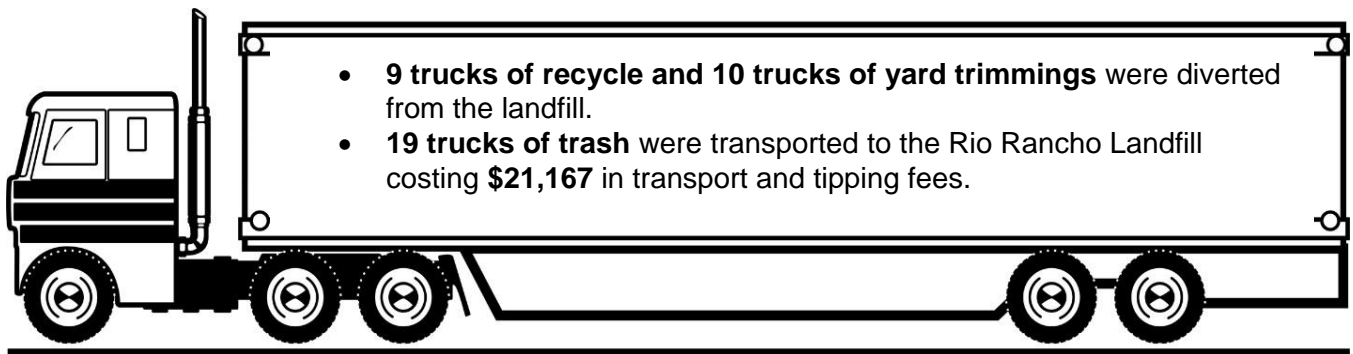 • 9 trucks of recycle and 10 trucks of yard trimmings were diverted
from the landfill.
• 19 trucks of trash were transported to the Rio Rancho Landfill
costing $21,167 in transport and tipping fees.